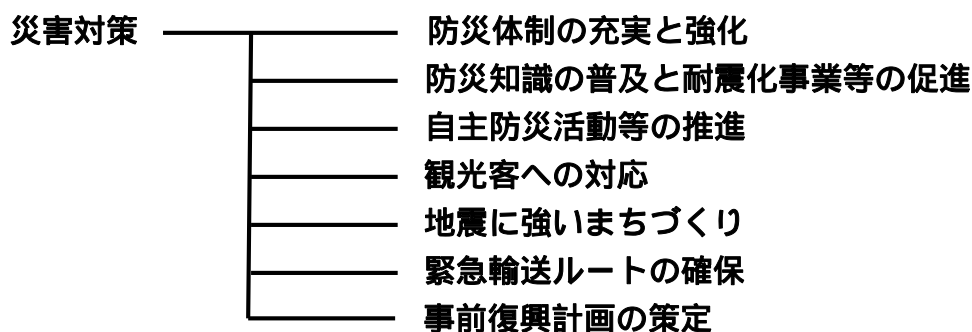 災害対策
防災体制の充実と強化
防災知識の普及と耐震化事業等の促進
自主防災活動等の推進
観光客への対応
地震に強いまちづくり
緊急輸送ルートの確保
事前復興計画の策定